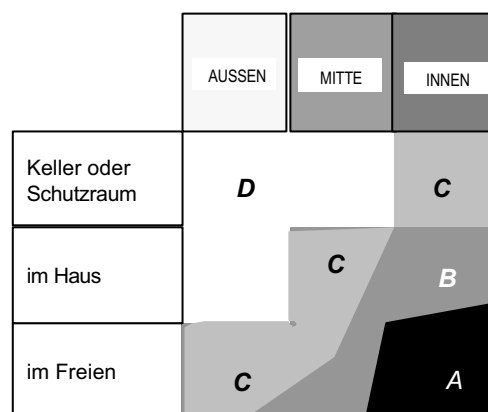 AUSSEN MITTE INNEN
Keller oder
Schutzraum
D C
im Haus
C B
im Freien
C A